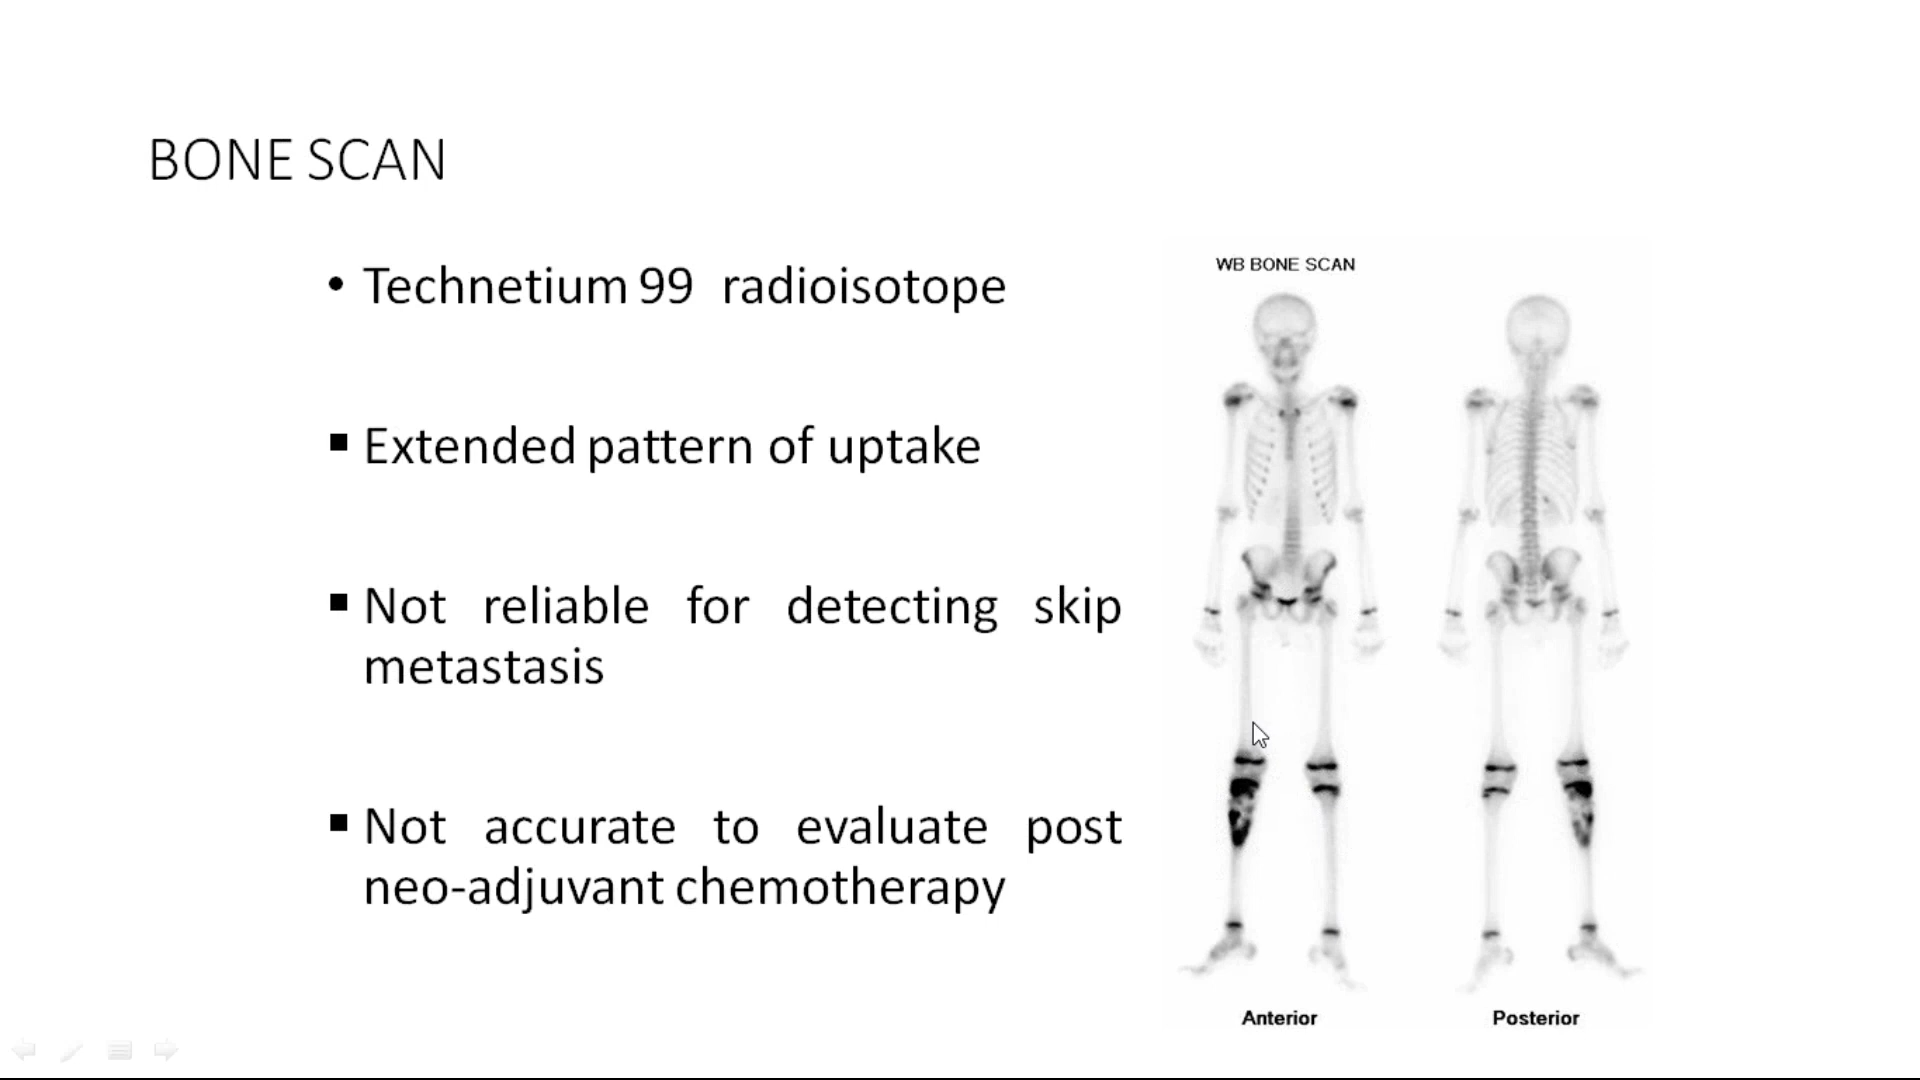 BONE SCAN
• Technetium 99 radioisotope
▪ Extended pattern of uptake
▪ Not reliable for detecting skip
metastasis
▪ Not accurate to evaluate post
neo-adjuvant chemotherapy
WB BONE SCAN
Anterior
Posterior